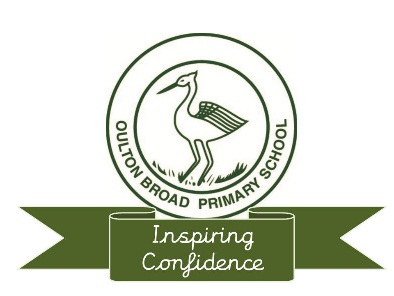 OULTON BROAD PRIMARY SCHOOL
Inspiring
Confidence